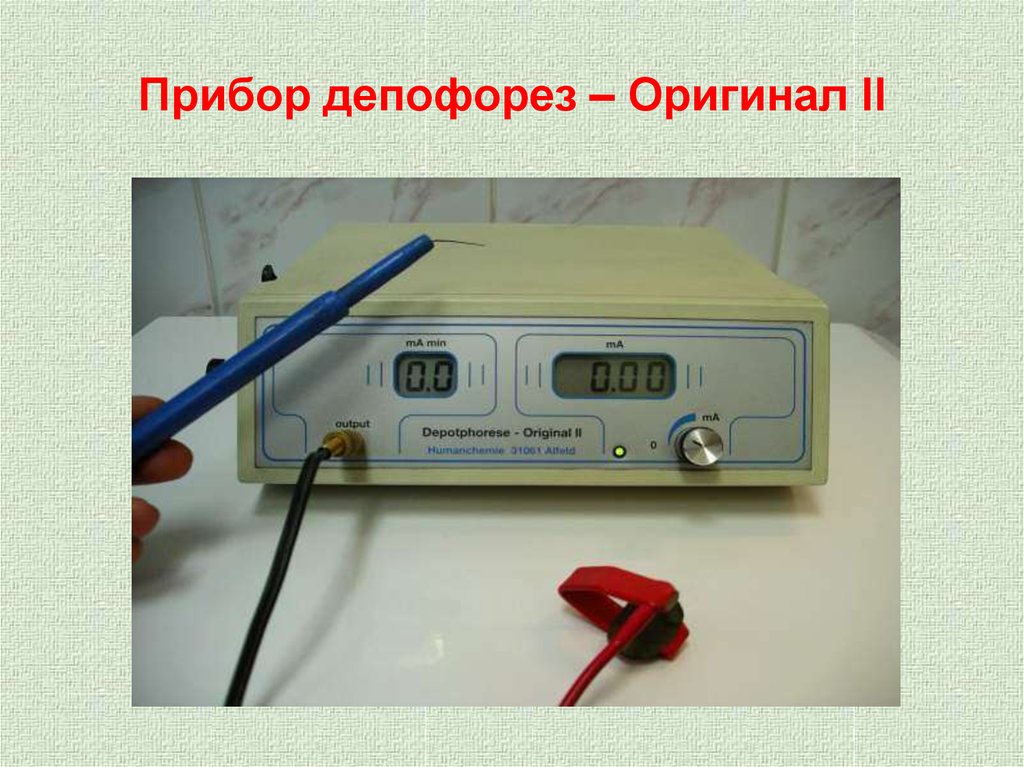 Прибор депофорез – Оригинал II
mA min
mA
0.0
0.00
output
mA
0
Depotphorese - Original II
Humanchemie 31061 Alfeld